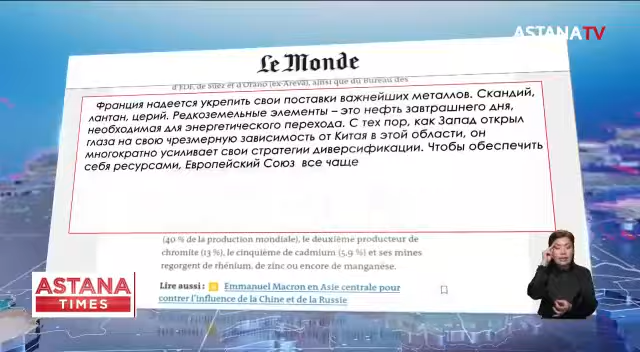 ASTANATV
Le Monde
d'EDF, de Suez et d'Orano (ex-Areva), ainsi que du Bureau des
Франция надеется укрепить свои поставки важнейших металлов. Скандий,
лантан, церий. Редкоземельные элементы – это нефть завтрашнего дня,
необходимая для энергетического перехода. С тех пор, как Запад открыл
глаза на свою чрезмерную зависимость от Китая в этой области, он
многократно усиливает свои стратегии диверсификации. Чтобы обеспечить
себя ресурсами, Европейский Союз все чаще
(40 % de la production mondiale), le deuxième producteur de
chromite (13 %), le cinquième de cadmium (5,9 %) et ses mines
regorgent de rhénium, de zinc ou encore de manganèse.
Lire aussi : Emmanuel Macron en Asie centrale pour
contrer l'influence de la Chine et de la Russie
ASTANA
TIMES